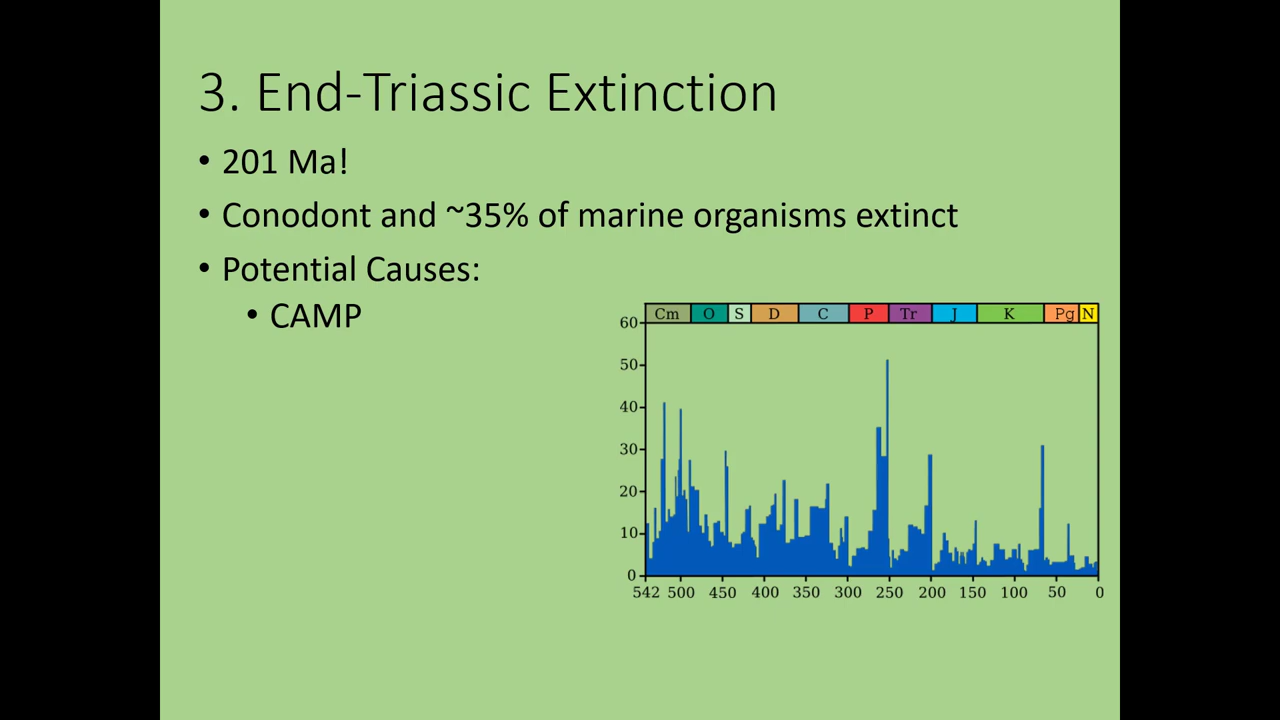 3. End-Triassic Extinction
• 201 Ma!
• Conodont and ~35% of marine organisms extinct
• Potential Causes:
• CAMP
Cm O S D C P Tr J K Pg N
60
50
40
30
20
10
0
542 500 450 400 350 300 250 200 150 100 50 0